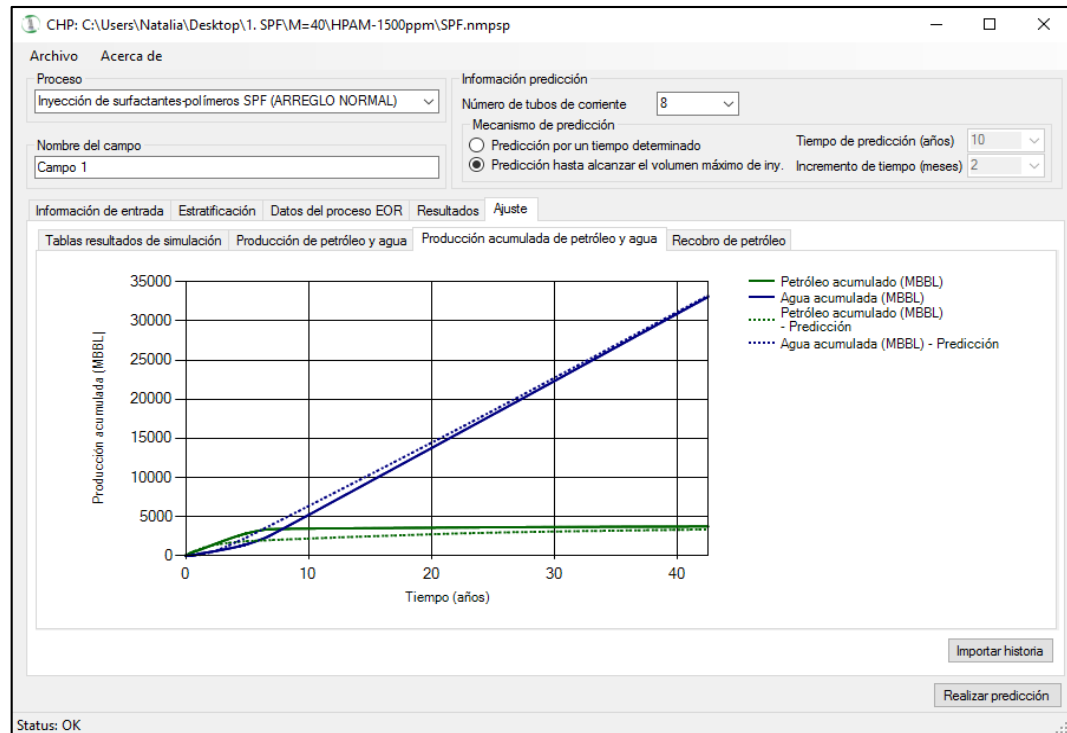 CHP: C:\Users\Natalia\Desktop\1. SPF\M=40\HPAM-1500ppm\SPF.nmpsp
Archivo Acerca de
Proceso
Inyección de surfactantes-polímeros SPF (ARREGLO NORMAL)
Nombre del campo
Campo 1
Información predicción
Número de tubos de corriente 8
Mecanismo de predicción
Predicción por un tiempo determinado
Predicción hasta alcanzar el volumen máximo de iny.
Tiempo de predicción (años) 10
Incremento de tiempo (meses) 2
Información de entrada Estratificación Datos del proceso EOR Resultados Ajuste
Tablas resultados de simulación Producción de petróleo y agua Producción acumulada de petróleo y agua Recobro de petróleo
Producción acumulada [MBBL]
35000
30000
25000
20000
15000
10000
5000
0
0 10 20 30 40
Tiempo (años)
Petróleo acumulado (MBBL)
Agua acumulada (MBBL)
Petróleo acumulado (MBBL)
- Predicción
Agua acumulada (MBBL) - Predicción
Importar historia
Realizar predicción
Status: OK